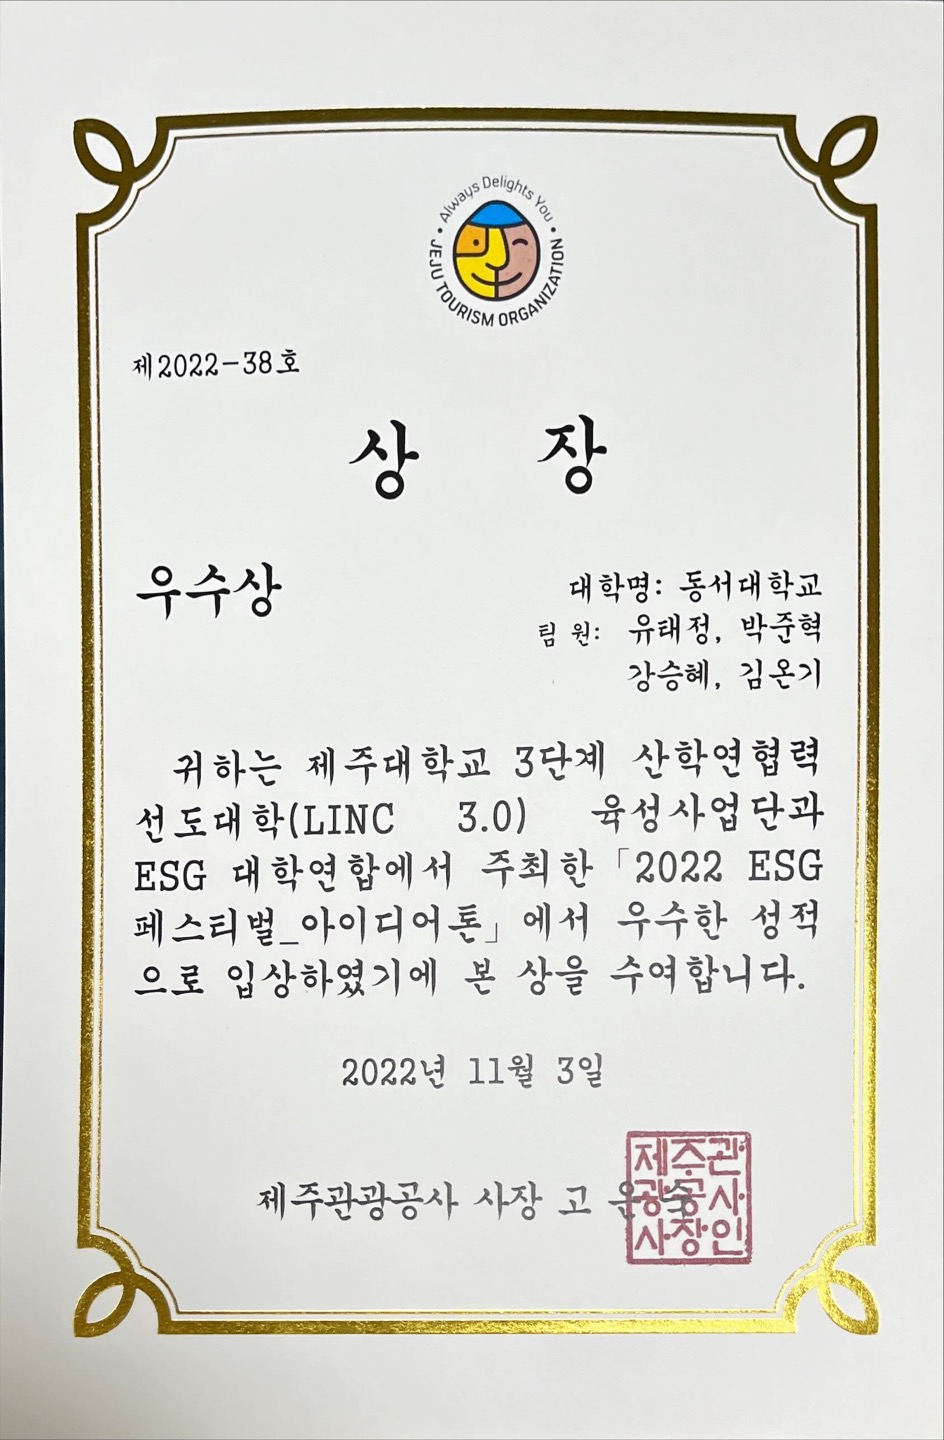 Always Delights You
JEJU TOURISM ORGANIZATION
제2022-38호
상 장
우수상
대학명: 동서대학교
팀 원: 유태정, 박준혁
강승혜, 김온기
귀하는 제주대학교 3단계 산학연협력
선도대학(LINC 3.0) 육성사업단과
ESG 대학연합에서 주최한 「2022 ESG
페스티벌_아이디어톤」에서 우수한 성적
으로 입상하였기에 본 상을 수여합니다.
2022년 11월 3일
제주관광공사 사장 고 은 숙
제주관
광공사
사장인